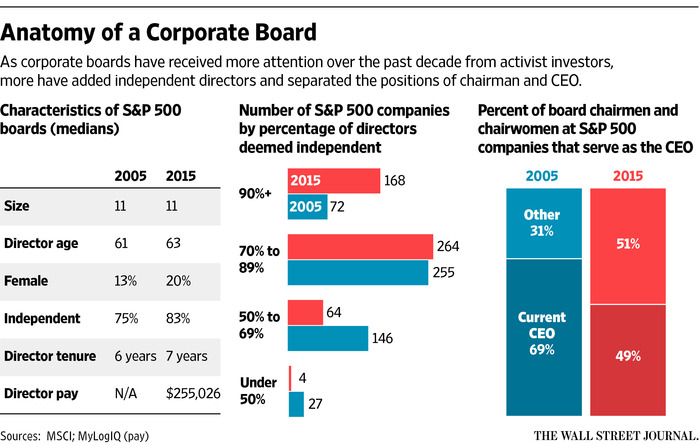 Anatomy of a Corporate Board
As corporate boards have received more attention over the past decade from activist investors,
more have added independent directors and separated the positions of chairman and CEO.
Characteristics of S&P 500
boards (medians)
2005 2015
Size 11 11
Director age 61 63
Female 13% 20%
Independent 75% 83%
Director tenure 6 years 7 years
Director pay N/A $255,026
Number of S&P 500 companies
by percentage of directors
deemed independent
90%+
2015 168
2005 72
70% to
89%
264
255
50% to
69%
64
146
Under
50%
4
27
Percent of board chairmen and
chairwomen at S&P 500
companies that serve as the CEO
2005 2015
Other
31%
51%
Current
CEO
69%
49%
Sources: MSCI; MyLogIQ (pay)
THE WALL STREET JOURNAL.